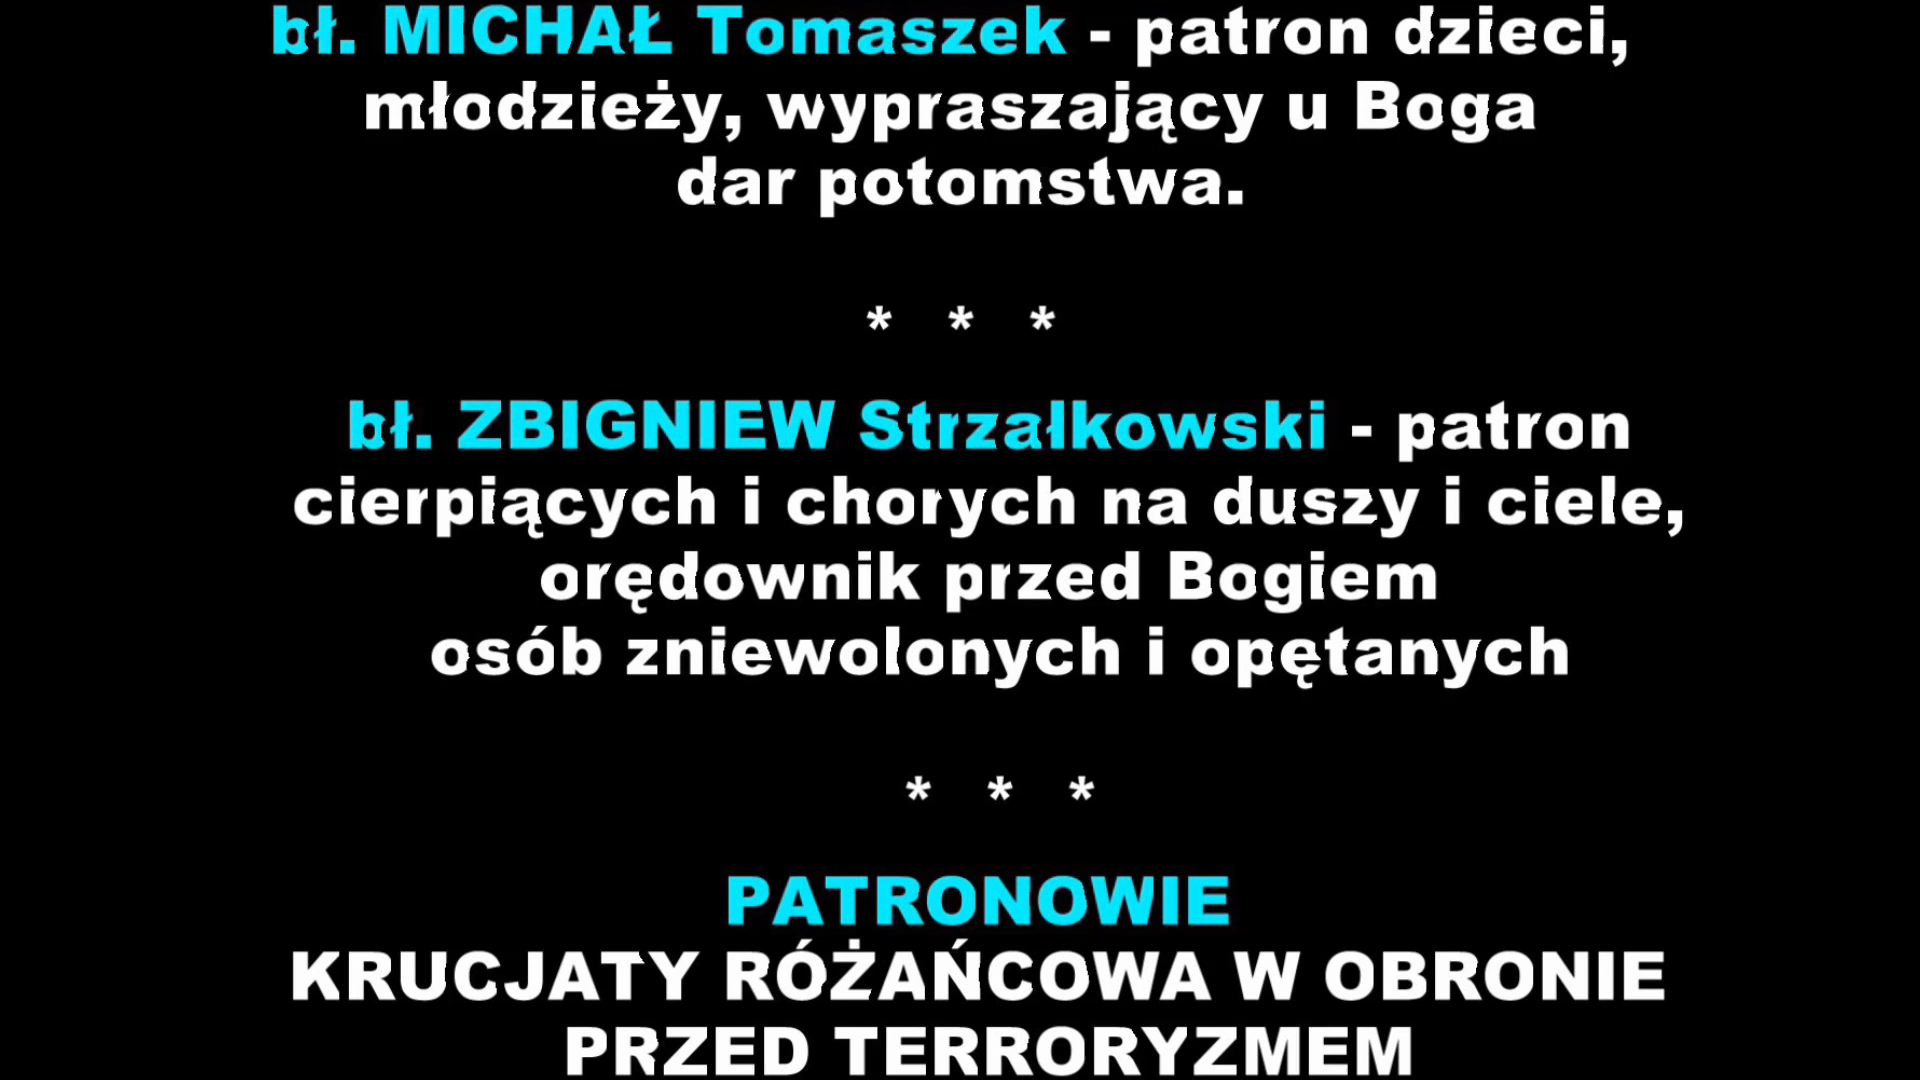 bł. MICHAŁ Tomaszek - patron dzieci,
młodzieży, wypraszający u Boga
dar potomstwa.
* * *
bł. ZBIGNIEW Strzałkowski - patron
cierpiących i chorych na duszy i ciele,
orędownik przed Bogiem
osób zniewolonych i opętanych
* * *
PATRONOWIE
KRUCJATY RÓŻAŃCOWA W OBRONIE
PRZED TERRORYZMEM